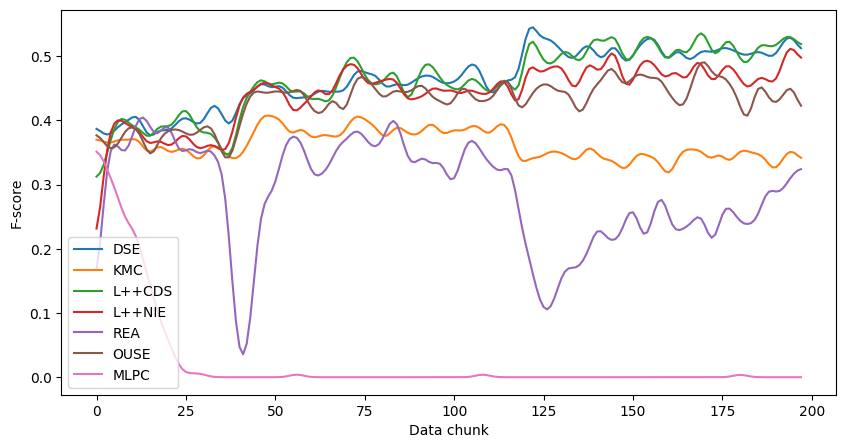 F-score
0.5
0.4
0.3
0.2
0.1
0.0
DSE
KMC
L++CDS
L++NIE
REA
OUSE
MLPC
0 25 50 75 100 125 150 175 200
Data chunk